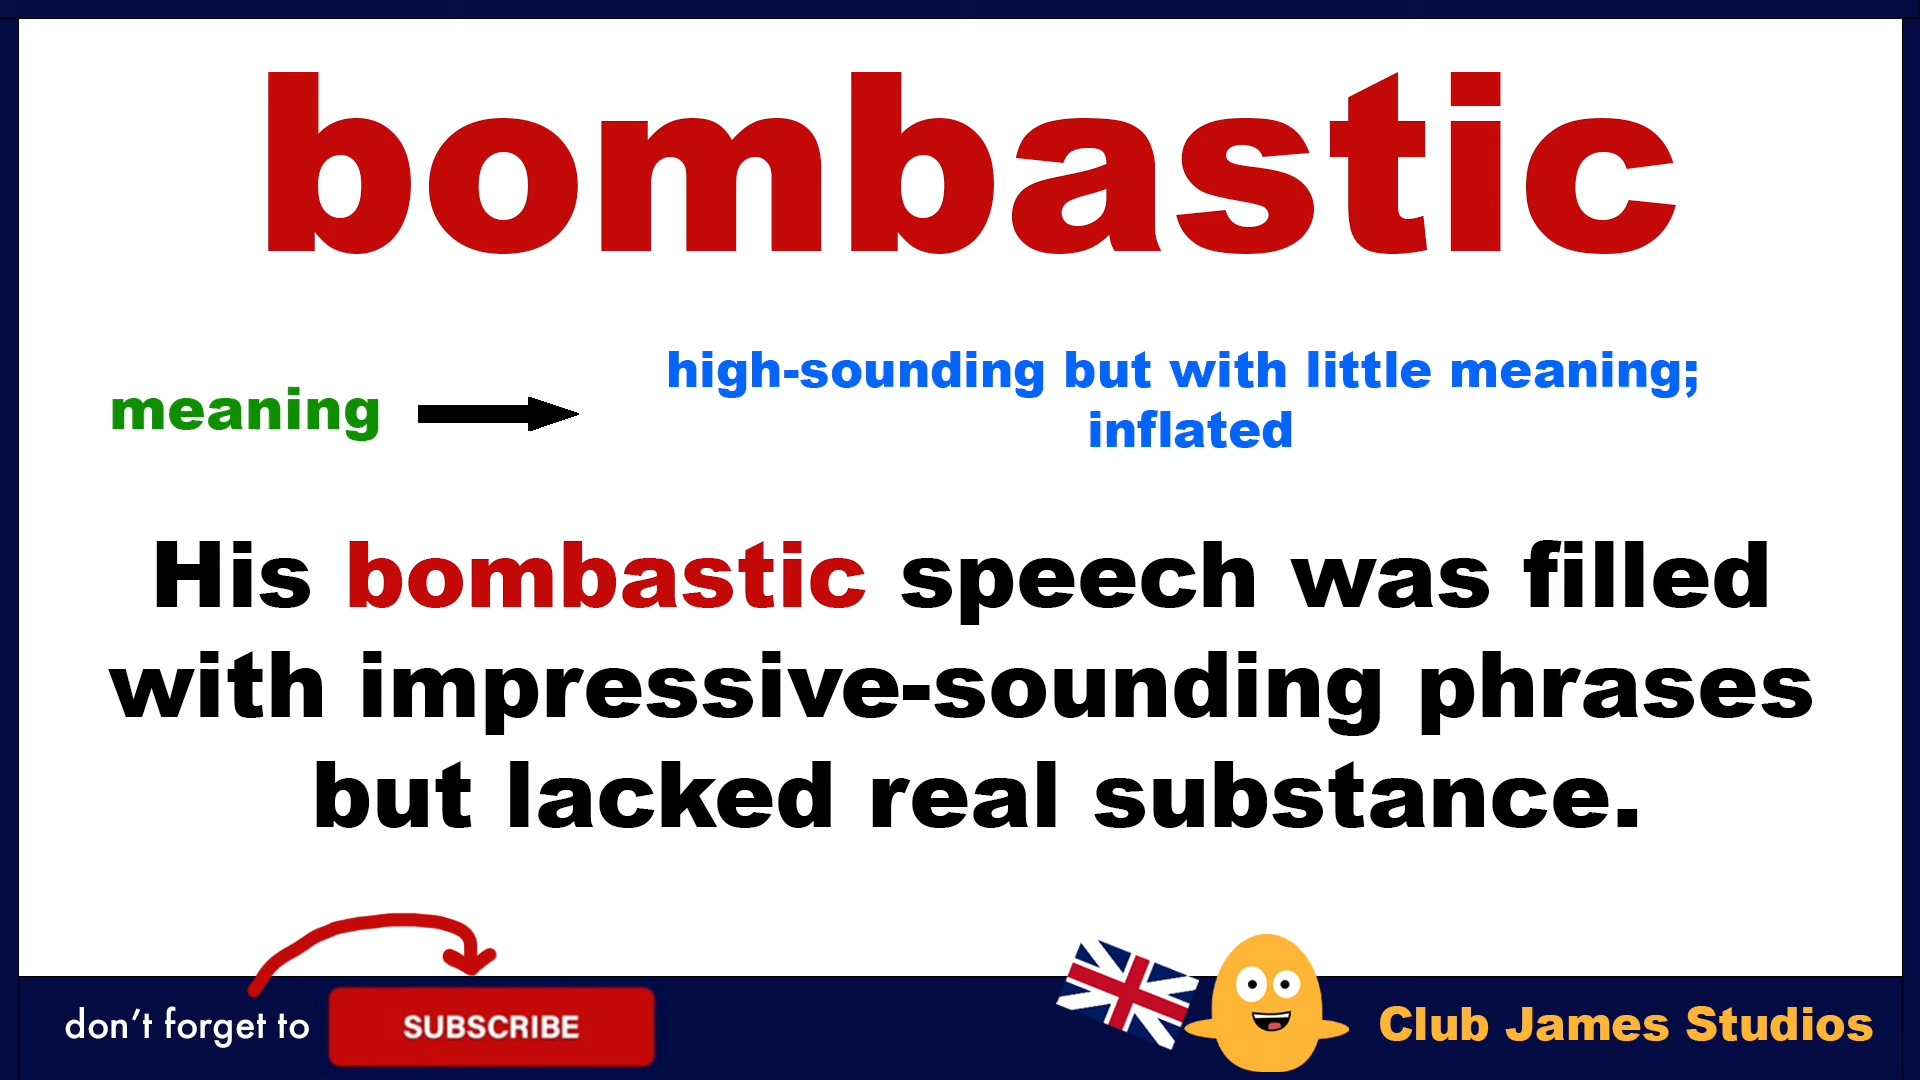 bombastic
meaning
high-sounding but with little meaning;
inflated
His bombastic speech was filled
with impressive-sounding phrases
but lacked real substance.
don't forget to
SUBSCRIBE
Club James Studios